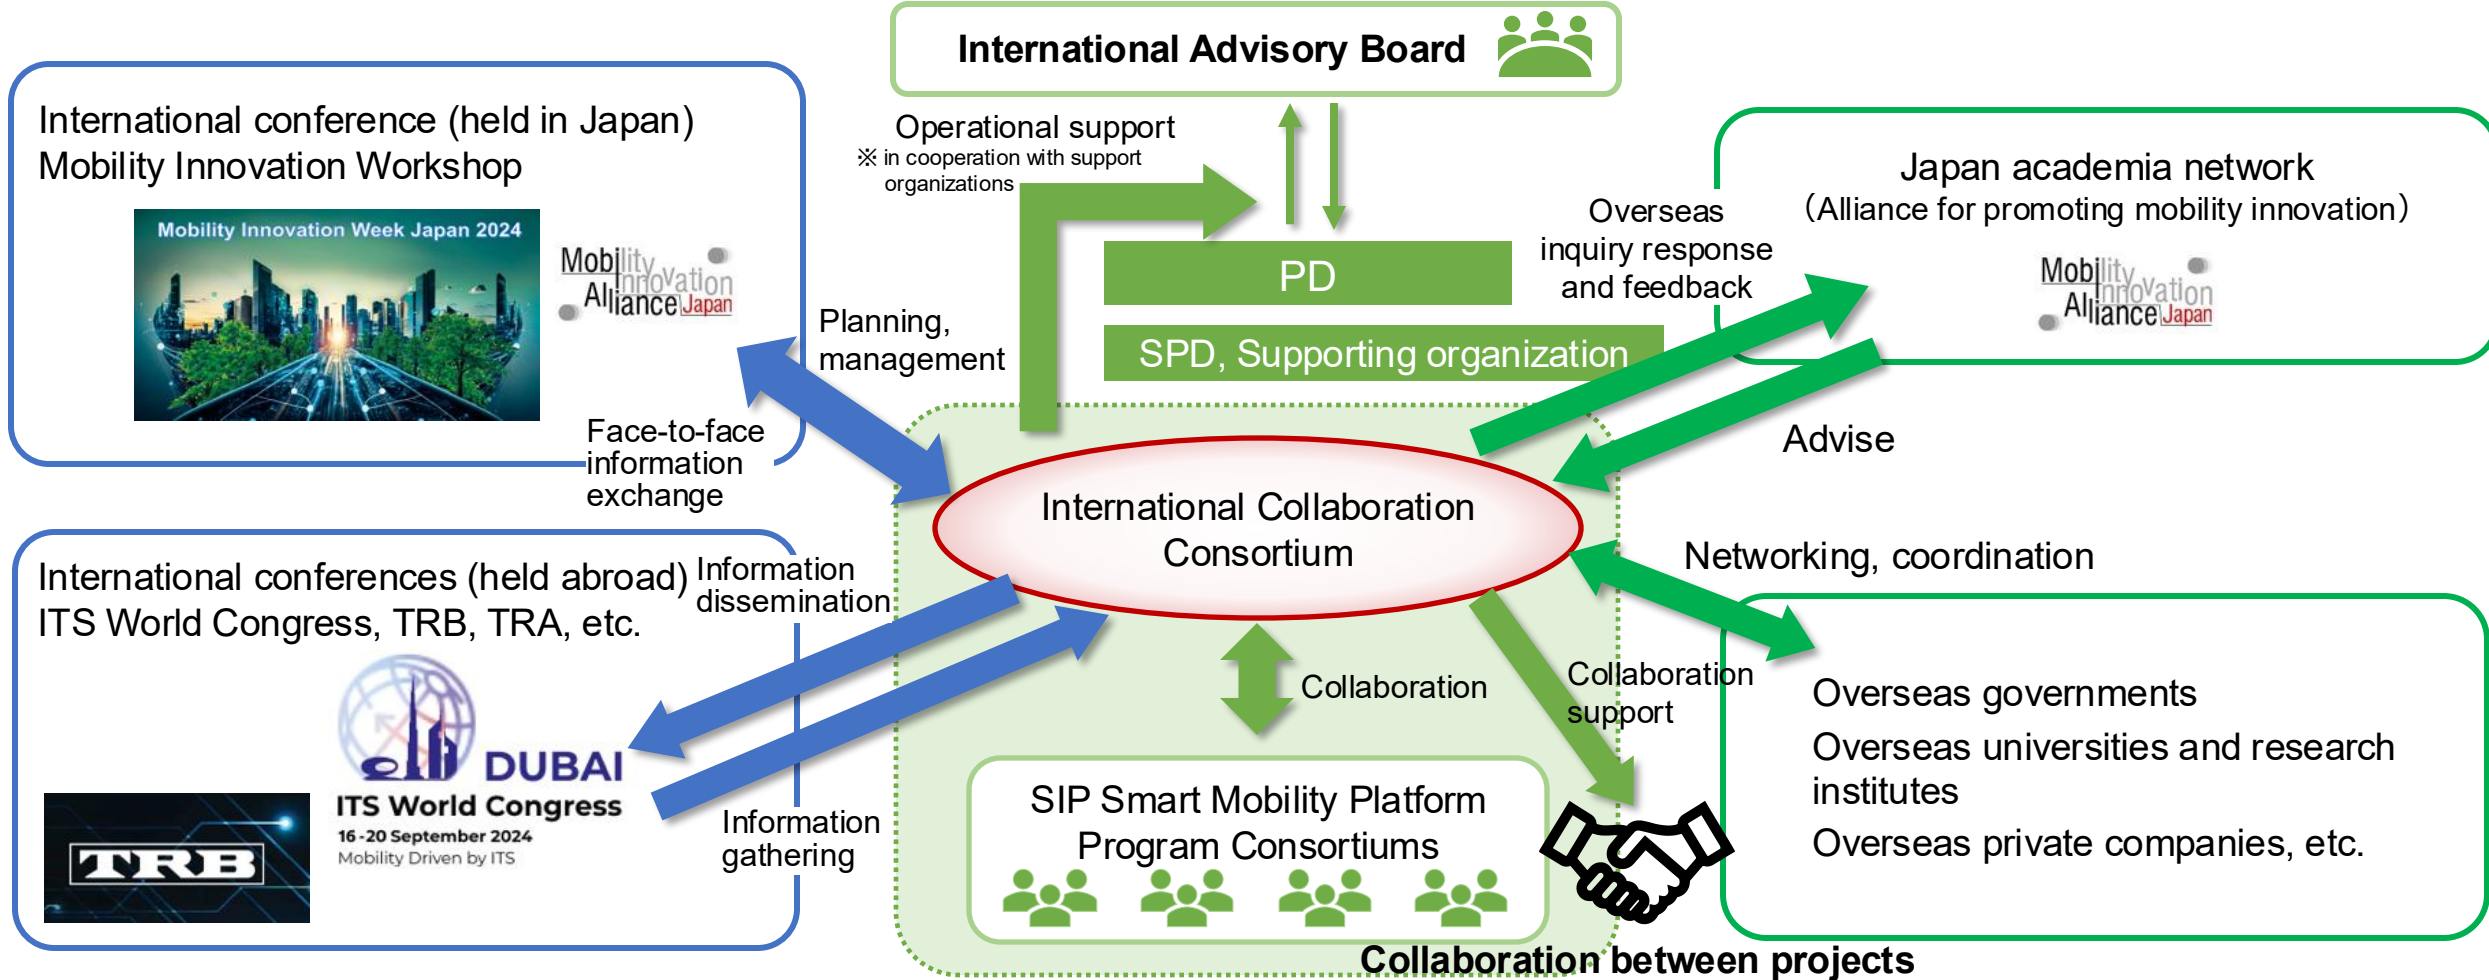 International Advisory Board
International conference (held in Japan)
Mobility Innovation Workshop
Mobility Innovation Week Japan 2024
Mobility
Innovation
Alliance Japan
Operational support
※ in cooperation with support
organizations
Planning,
management
PD
SPD, Supporting organization
Overseas
inquiry response
and feedback
Japan academia network
（Alliance for promoting mobility innovation）
Mobility
Innovation
Alliance Japan
Advise
Face-to-face
information
exchange
International Collaboration
Consortium
Networking, coordination
International conferences (held abroad)
ITS World Congress, TRB, TRA, etc.
Information
dissemination
DUBAI
ITS World Congress
16-20 September 2024
Mobility Driven by ITS
TRB
Information
gathering
Collaboration
Collaboration
support
SIP Smart Mobility Platform
Program Consortiums
Overseas governments
Overseas universities and research
institutes
Overseas private companies, etc.
Collaboration between projects